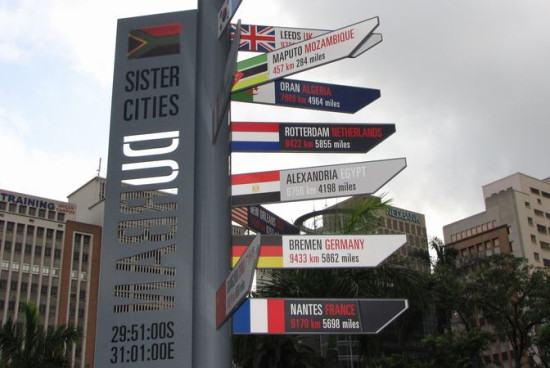 TRAINING
SISTER
CITIES
DURBAN
29:51:00S
31:01:00E
LEEDS UK
MAPUTO MOZAMBIQUE
457 km 284 miles
ORAN ALGERIA
4964 miles
ROTTERDAM NETHERLANDS
9422 km 5855 miles
ALEXANDRIA EGYPT
6756 km 4198 miles
NEW ORLEANS
BREMEN GERMANY
9433 km 5862 miles
NANTES FRANCE
9170 km 5698 miles